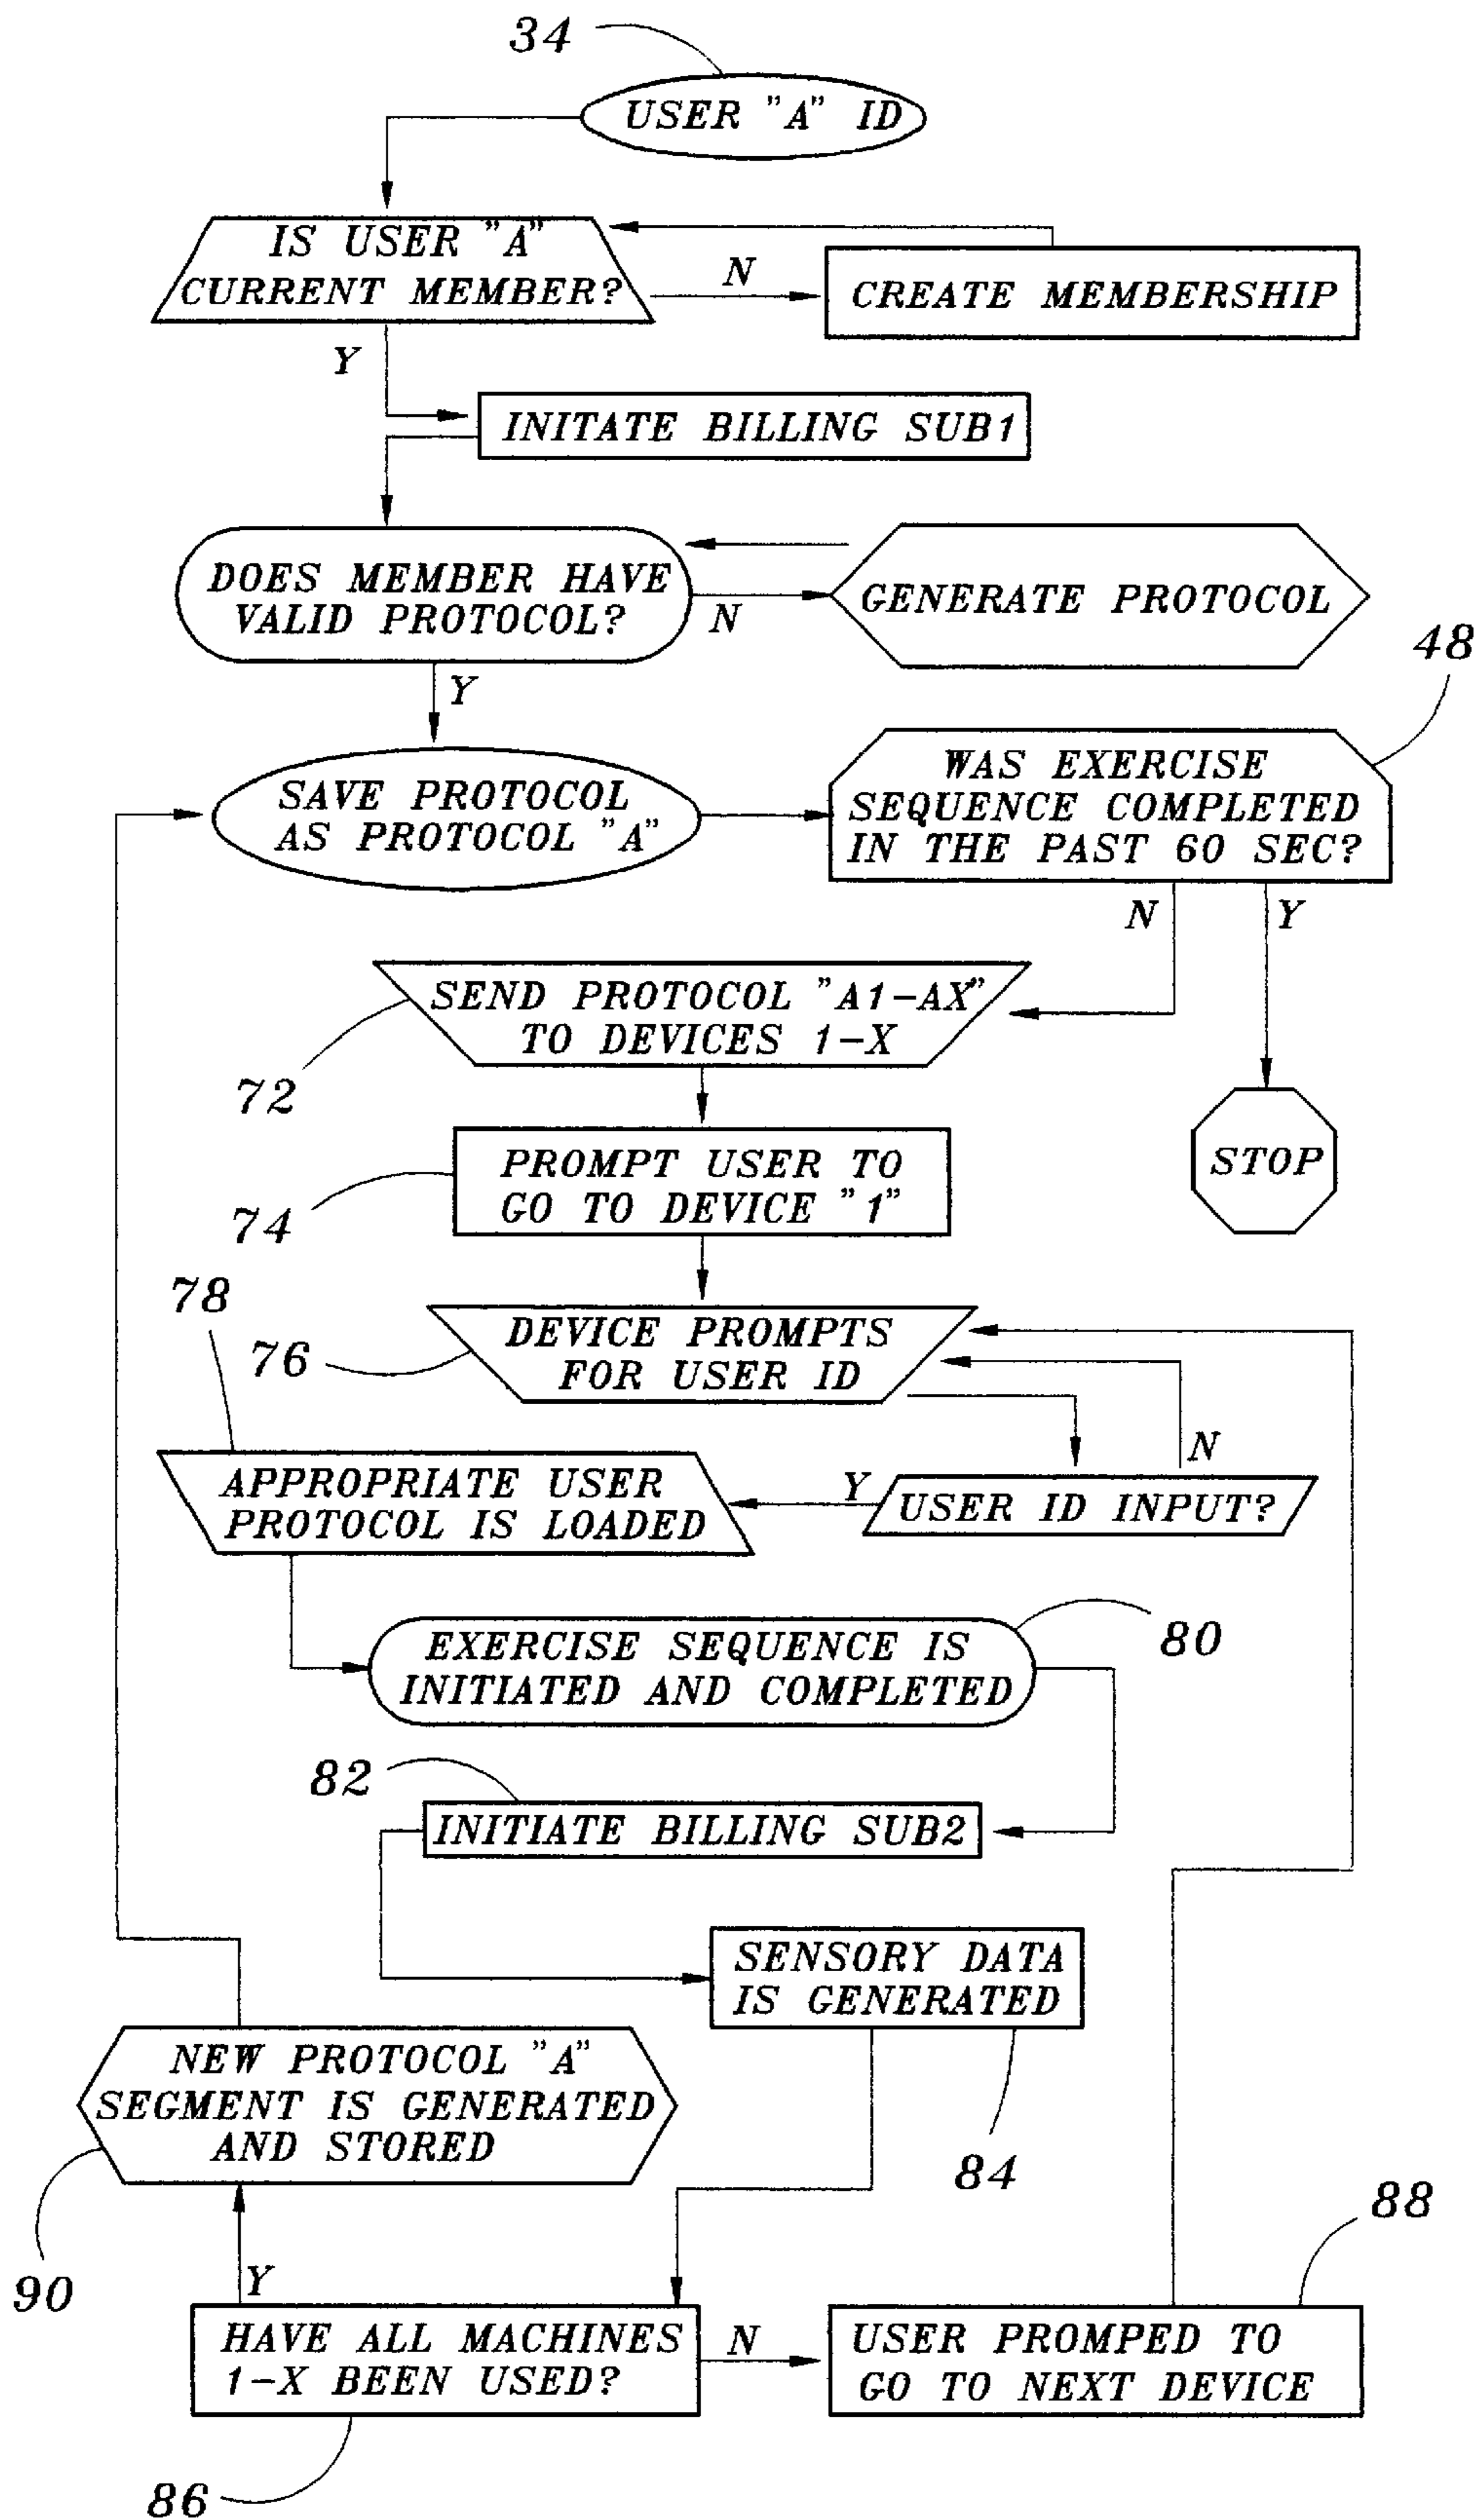 34
USER "A" ID
IS USER "A"
CURRENT MEMBER?
N
CREATE MEMBERSHIP
Y
INITATE BILLING SUB1
DOES MEMBER HAVE
VALID PROTOCOL?
N
GENERATE PROTOCOL
48
Y
SAVE PROTOCOL
AS PROTOCOL "A"
WAS EXERCISE
SEQUENCE COMPLETED
IN THE PAST 60 SEC?
N
Y
SEND PROTOCOL "A1-AX"
TO DEVICES 1-X
72
STOP
PROMPT USER TO
GO TO DEVICE "1"
74
78
76
DEVICE PROMPTS
FOR USER ID
N
APPROPRIATE USER
PROTOCOL IS LOADED
Y
USER ID INPUT?
80
EXERCISE SEQUENCE IS
INITIATED AND COMPLETED
82
INITIATE BILLING SUB2
SENSORY DATA
IS GENERATED
NEW PROTOCOL "A"
SEGMENT IS GENERATED
AND STORED
84
88
90
Y
HAVE ALL MACHINES
1-X BEEN USED?
N
USER PROMPED TO
GO TO NEXT DEVICE
86